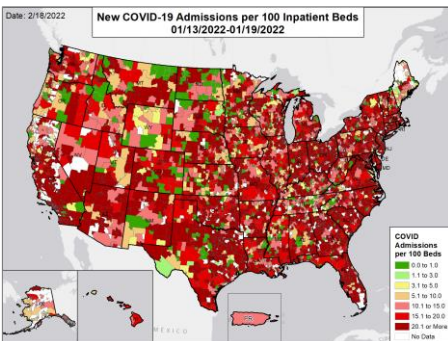 Date: 2/18/2022
New COVID-19 Admissions per 100 Inpatient Beds
01/13/2022-01/19/2022
COVID
Admissions
per 100 Beds
0.0 to 1.0
1.1 to 3.0
3.1 to 5.0
5.1 to 10.0
10.1 to 15.0
15.1 to 20.0
20.1 or More
No Data
MEXICO
PR